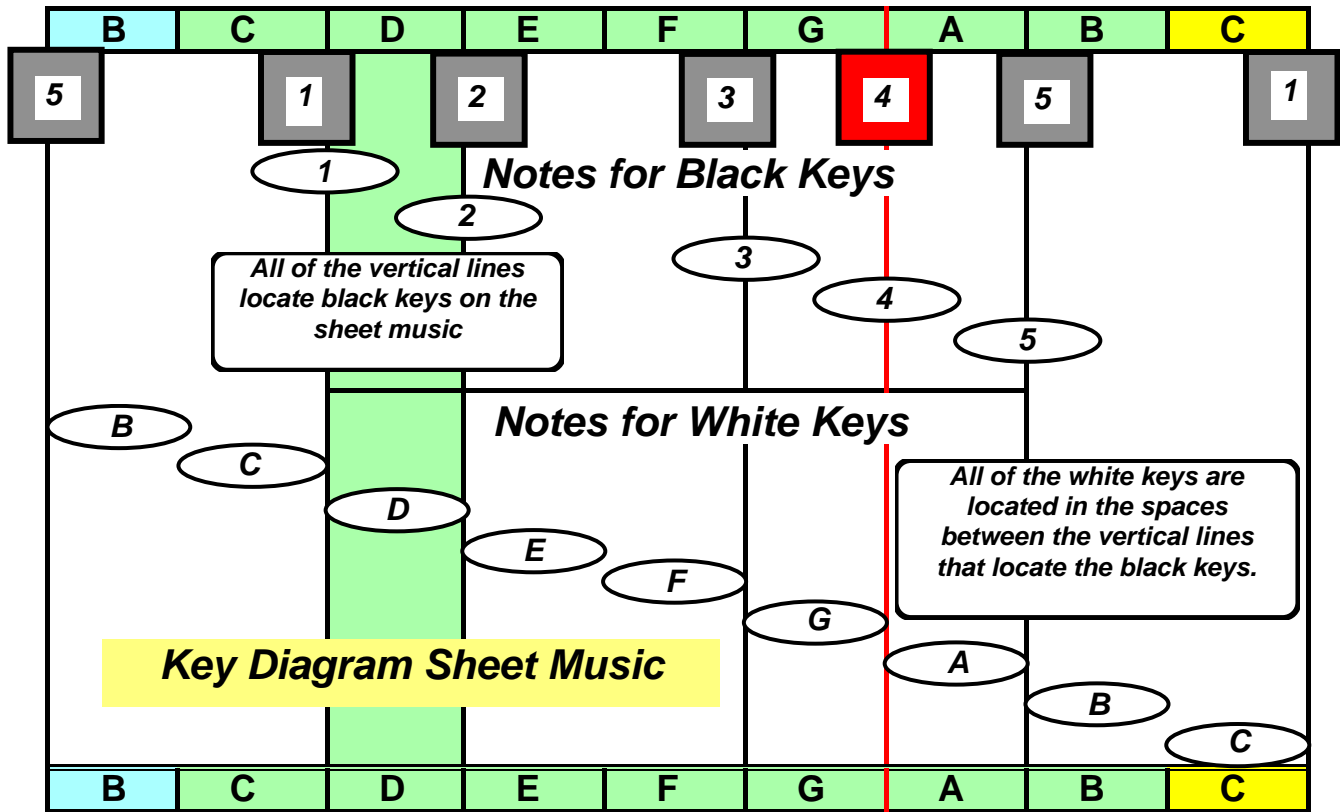 B C D E F G A B C
5 1 2 3 4 5 1
1
Notes for Black Keys
2
3
All of the vertical lines
locate black keys on the
sheet music
4
5
Notes for White Keys
B
C
All of the white keys are
located in the spaces
between the vertical lines
that locate the black keys.
D
E
F
G
Key Diagram Sheet Music
A
B
C
B C D E F G A B C